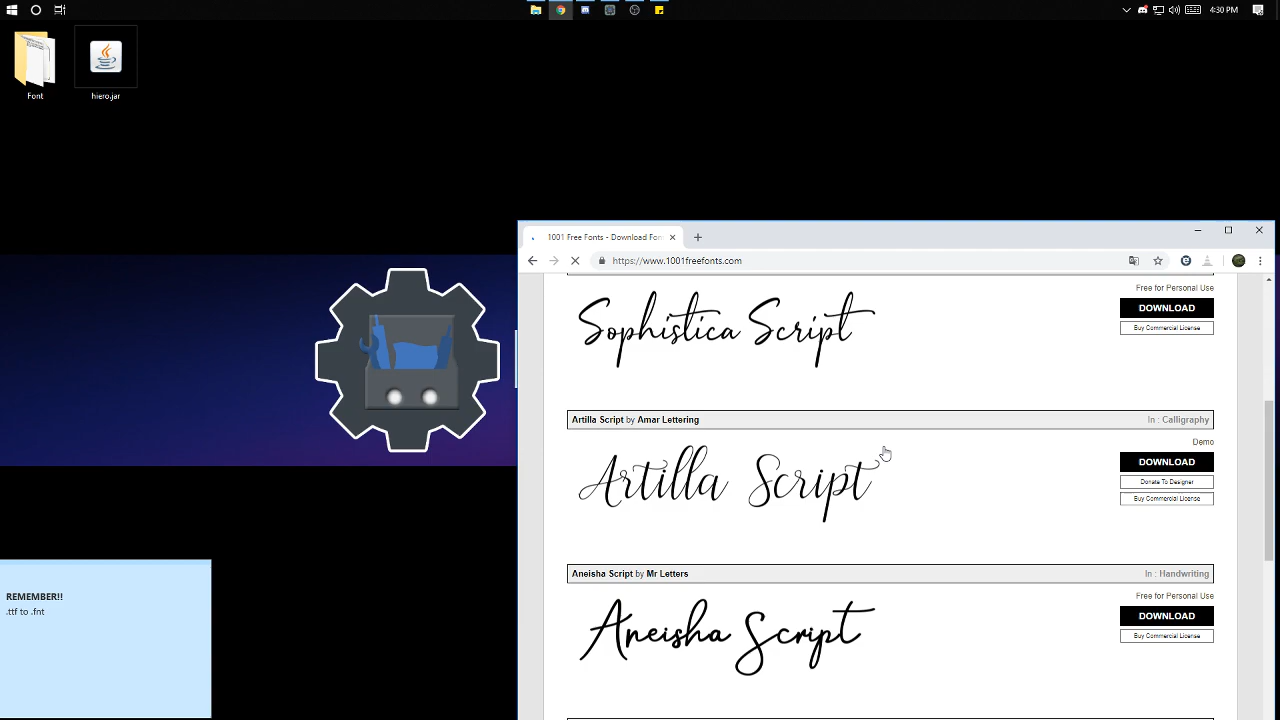 4:30 PM
Font
hiero.jar
1001 Free Fonts - Download Fon
https://www.1001freefonts.com
Free for Personal Use
Sophistica Script
DOWNLOAD
Buy Commercial License
Artilla Script by Amar Lettering
In : Calligraphy
Demo
Artilla Script
DOWNLOAD
Donate To Designer
Buy Commercial License
Aneisha Script by Mr Letters
In : Handwriting
Free for Personal Use
Aneisha Script
DOWNLOAD
Buy Commercial License
REMEMBER!!
.ttf to .fnt